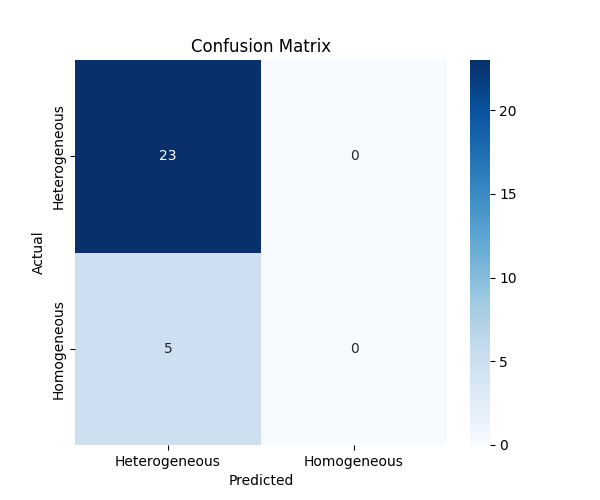 Confusion Matrix
Actual
Heterogeneous
Homogeneous
23
0
5
0
Heterogeneous
Homogeneous
Predicted
20
15
10
5
0